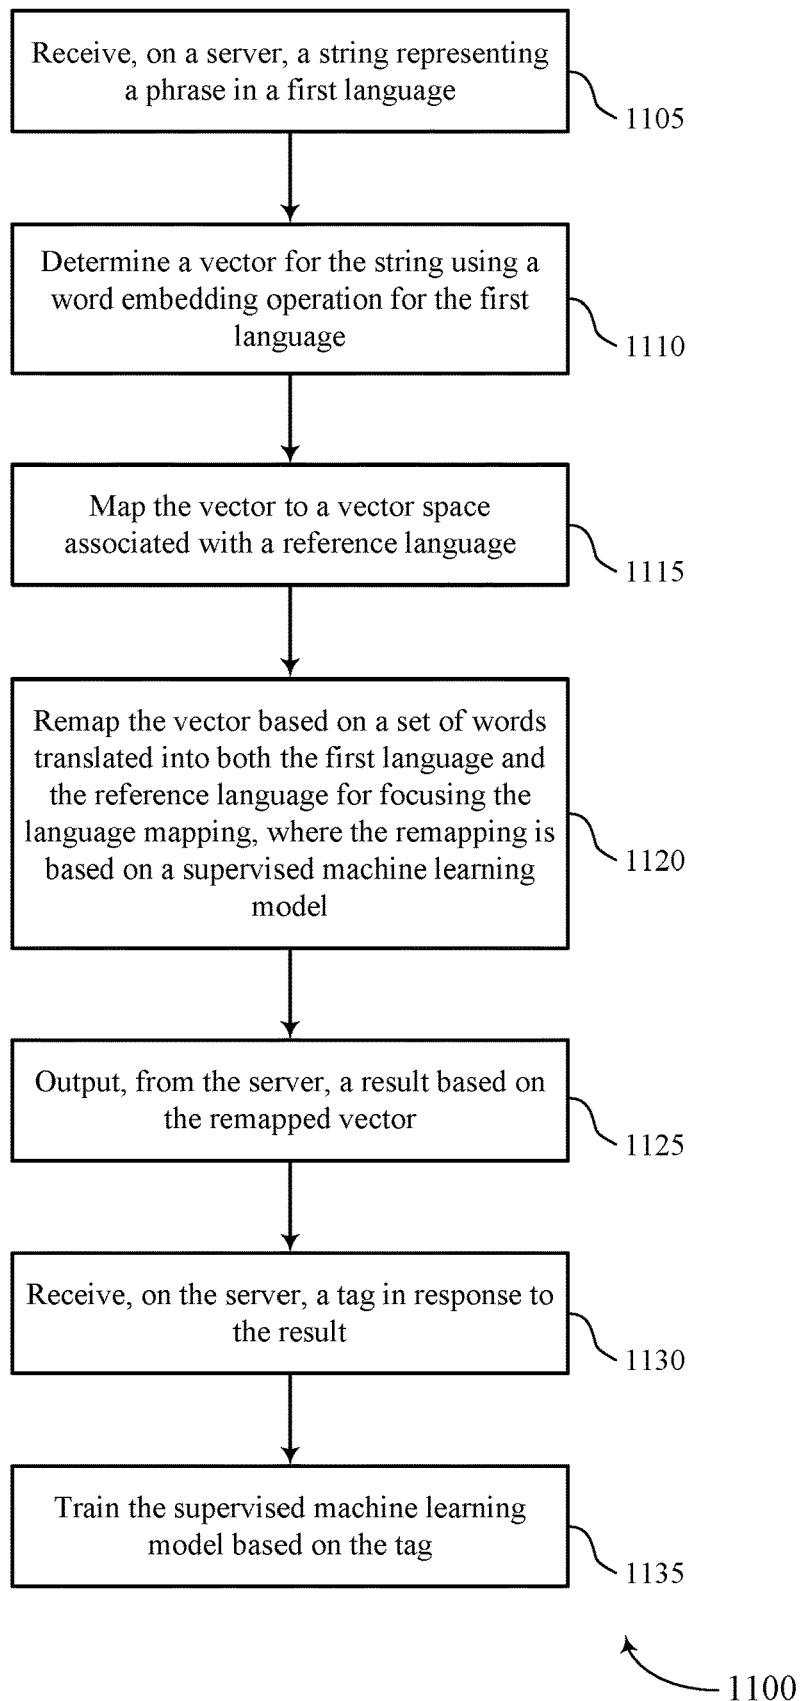 Receive, on a server, a string representing
a phrase in a first language
1105
Determine a vector for the string using a
word embedding operation for the first
language
1110
Map the vector to a vector space
associated with a reference language
1115
Remap the vector based on a set of words
translated into both the first language and
the reference language for focusing the
language mapping, where the remapping is
based on a supervised machine learning
model
1120
Output, from the server, a result based on
the remapped vector
1125
Receive, on the server, a tag in response to
the result
1130
Train the supervised machine learning
model based on the tag
1135
1100